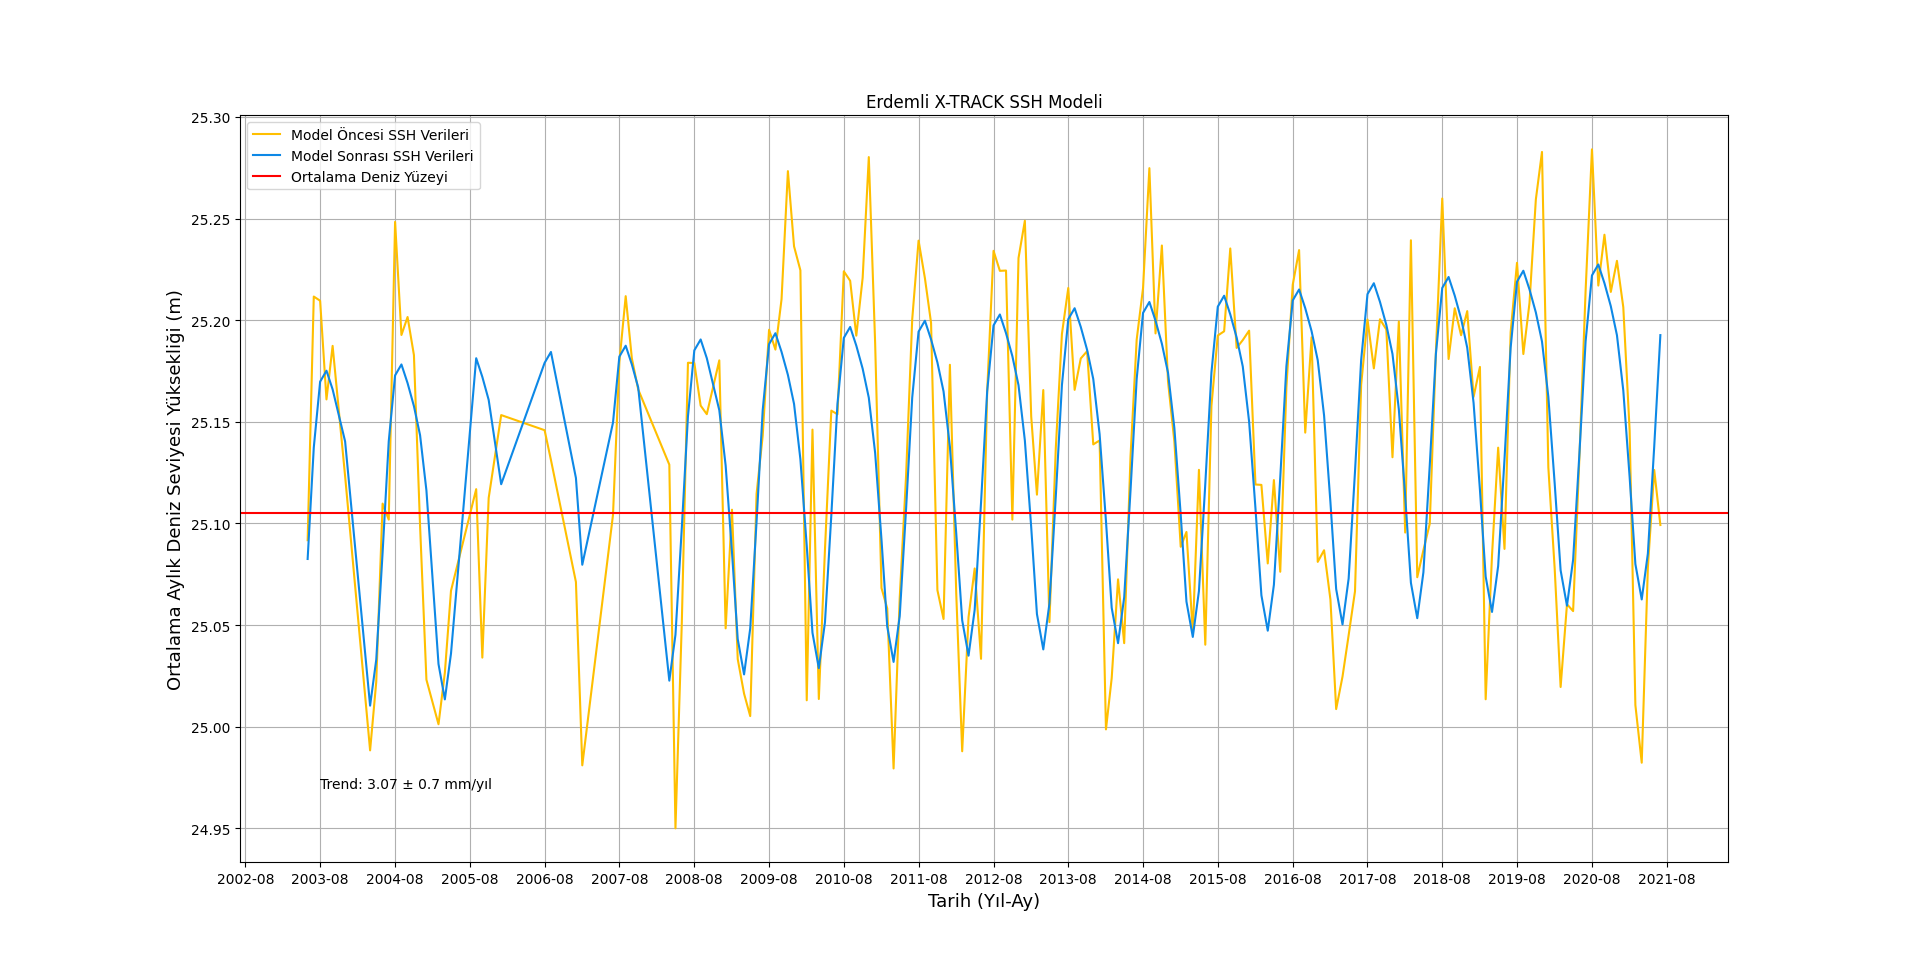 Erdemli X-TRACK SSH Modeli
25.30
25.25
25.20
25.15
25.10
25.05
25.00
24.95
Ortalama Aylık Deniz Seviyesi Yüksekliği (m)
Model Öncesi SSH Verileri
Model Sonrası SSH Verileri
Ortalama Deniz Yüzeyi
Trend: 3.07 ± 0.7 mm/yıl
2002-08 2003-08 2004-08 2005-08 2006-08 2007-08 2008-08 2009-08 2010-08 2011-08 2012-08 2013-08 2014-08 2015-08 2016-08 2017-08 2018-08 2019-08 2020-08 2021-08
Tarih (Yıl-Ay)